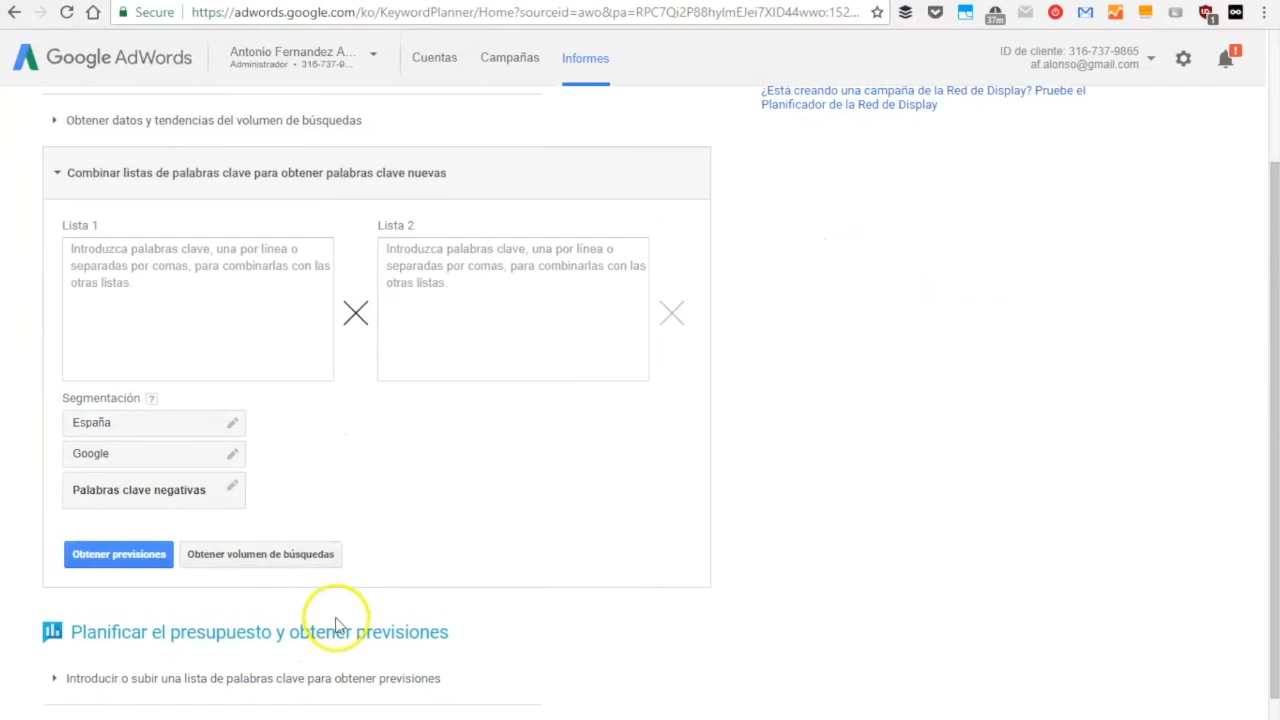 Secure
https://adwords.google.com/ko/KeywordPlanner/Home?sourceid=awo&pa=RPC7Qi2P88hylmEJei7XID44wwo:152...
37m
1
Google AdWords
Antonio Fernandez A...
Administrador • 316-737-9...
Cuentas
Campañas
Informes
ID de cliente: 316-737-9865
af.alonso@gmail.com
!
¿Está creando una campaña de la Red de Display? Pruebe el
Planificador de la Red de Display
Obtener datos y tendencias del volumen de búsquedas
Combinar listas de palabras clave para obtener palabras clave nuevas
Lista 1
Lista 2
Introduzca palabras clave, una por línea o
separadas por comas, para combinarlas con las
otras listas.
Introduzca palabras clave, una por línea o
separadas por comas, para combinarlas con las
otras listas.
Segmentación ?
España
Google
Palabras clave negativas
Obtener previsiones
Obtener volumen de búsquedas
Planificar el presupuesto y obtener previsiones
Introducir o subir una lista de palabras clave para obtener previsiones